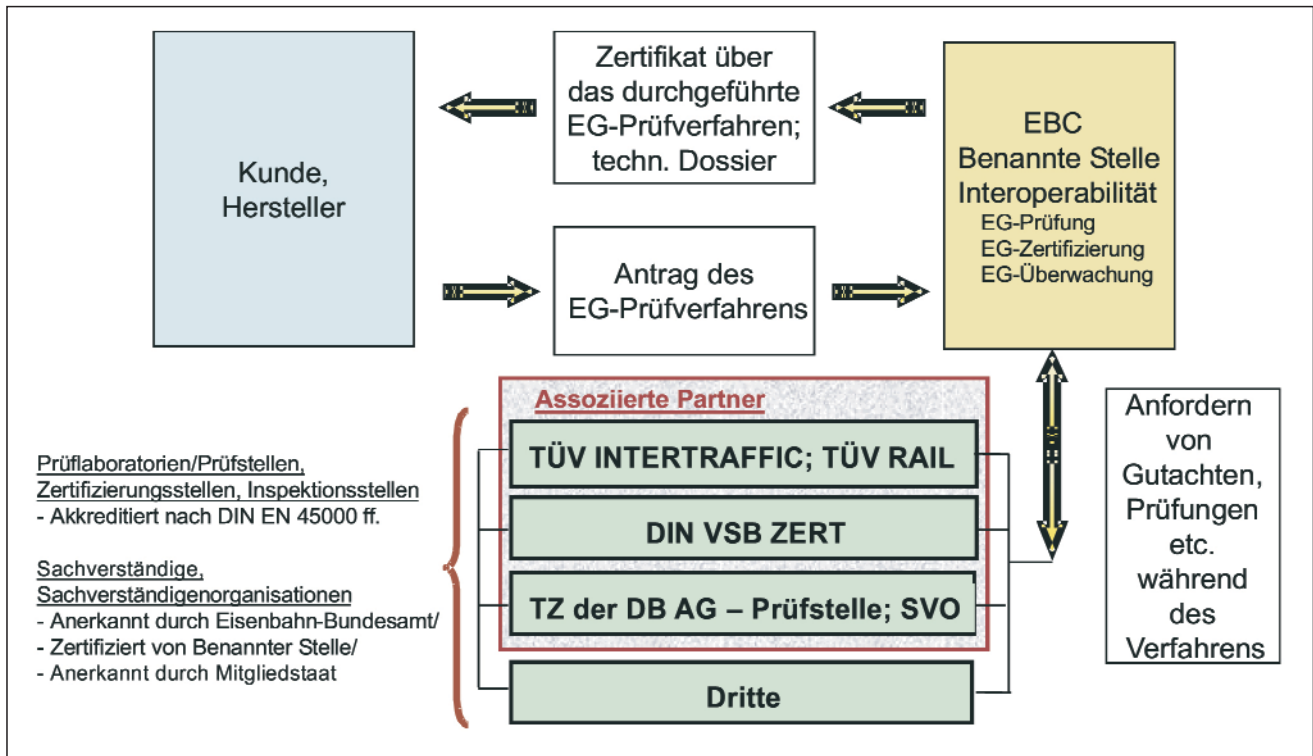 Kunde,
Hersteller
Zertifikat über
das durchgeführte
EG-Prüfverfahren;
techn. Dossier
Antrag des
EG-Prüfverfahrens
EBC
Benannte Stelle
Interoperabilität
EG-Prüfung
EG-Zertifizierung
EG-Überwachung
Prüflaboratorien/Prüfstellen,
Zertifizierungsstellen, Inspektionsstellen
- Akkreditiert nach DIN EN 45000 ff.
Sachverständige,
Sachverständigenorganisationen
- Anerkannt durch Eisenbahn-Bundesamt/
- Zertifiziert von Benannter Stelle/
- Anerkannt durch Mitgliedstaat
Assoziierte Partner
TÜV INTERTRAFFIC; TÜV RAIL
DIN VSB ZERT
TZ der DB AG – Prüfstelle; SVO
Dritte
Anfordern
von
Gutachten,
Prüfungen
etc.
während
des
Verfahrens